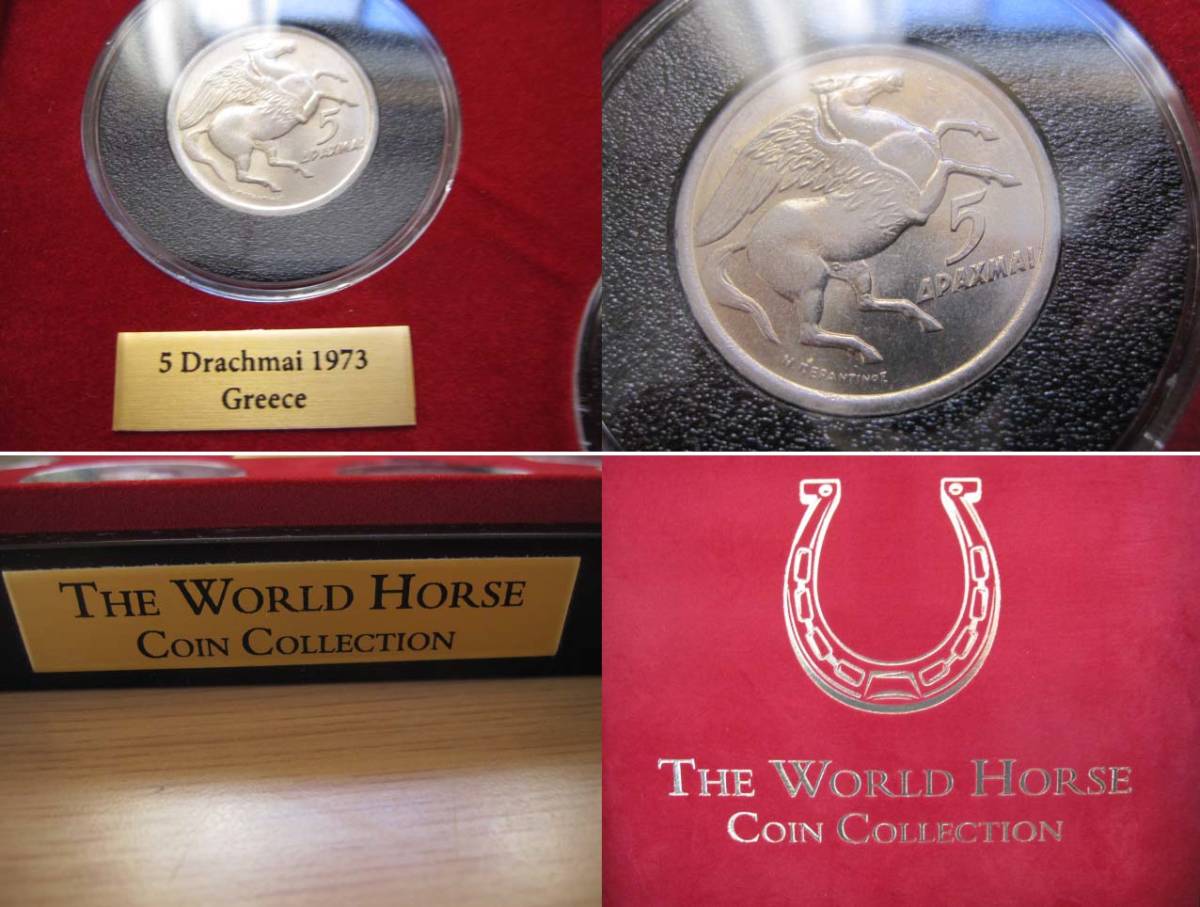 5
ΔΡΑΧΜΑΙ
5 Drachmai 1973
Greece
5
ΔΡΑΧΜΑΙ
THE WORLD HORSE
COIN COLLECTION
THE WORLD HORSE
COIN COLLECTION